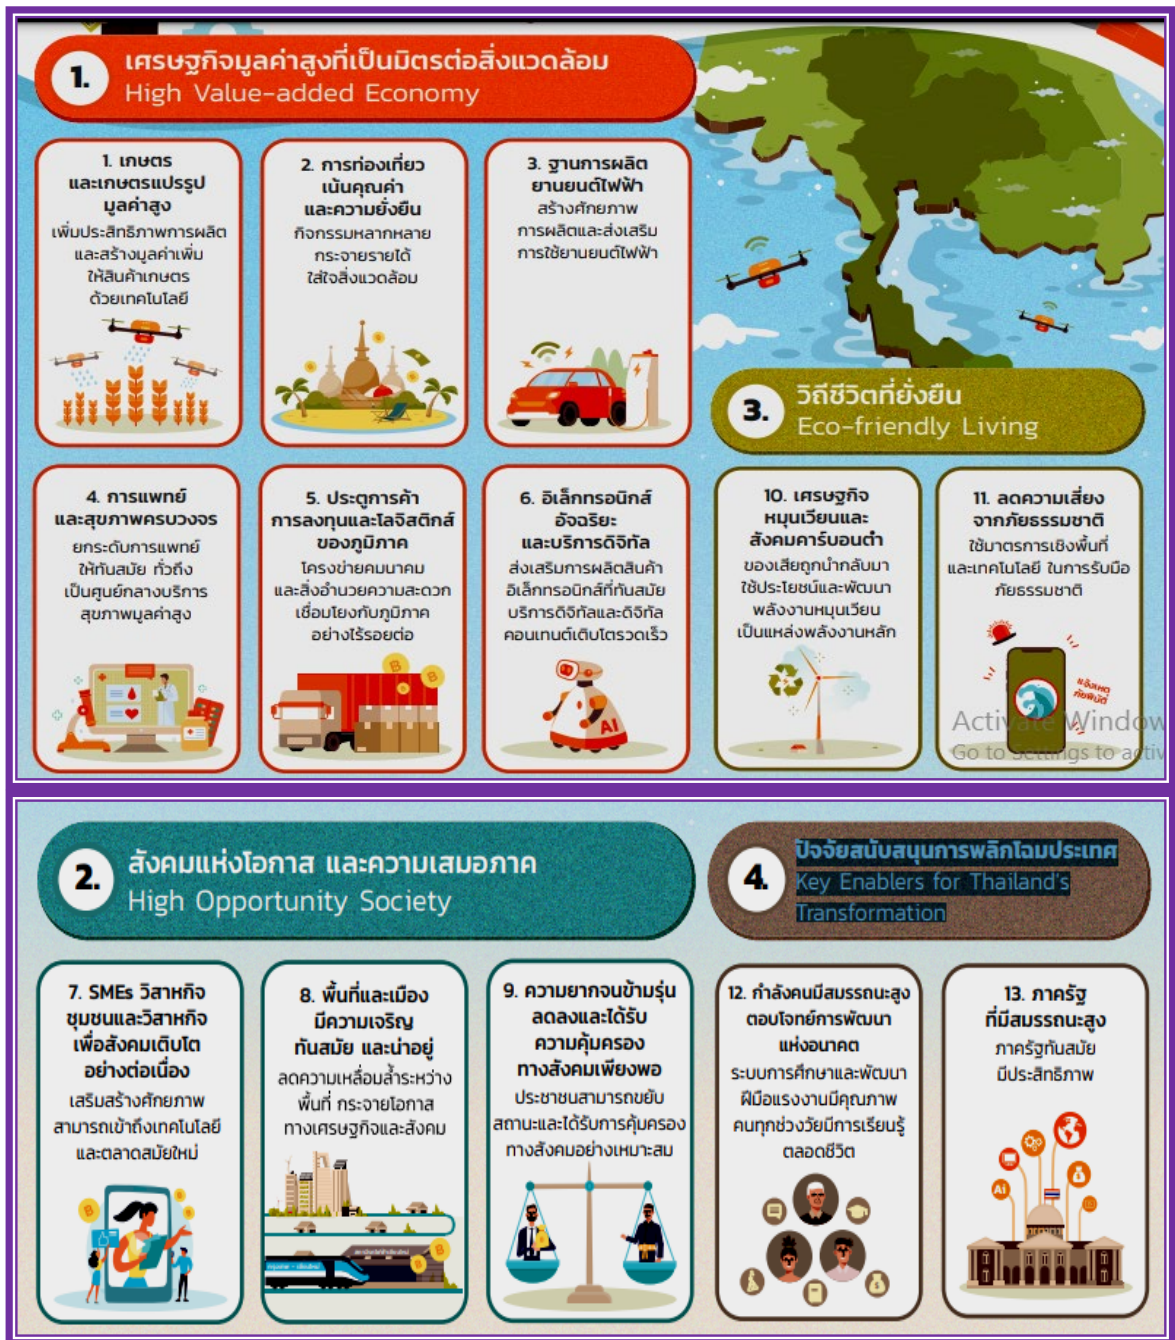 1.
เศรษฐกิจมูลค่าสูงที่เป็นมิตรต่อสิ่งแวดล้อม
High Value-added Economy
1. เกษตร
และเกษตรแปรรูป
มูลค่าสูง
เพิ่มประสิทธิภาพการผลิต
และสร้างมูลค่าเพิ่ม
ให้สินค้าเกษตร
ด้วยเทคโนโลยี
2. การท่องเที่ยว
เน้นคุณค่า
และความยั่งยืน
กิจกรรมหลากหลาย
กระจายรายได้
ใส่ใจสิ่งแวดล้อม
3. ฐานการผลิต
ยานยนต์ไฟฟ้า
สร้างศักยภาพ
การผลิตและส่งเสริม
การใช้ยานยนต์ไฟฟ้า
4. การแพทย์
และสุขภาพครบวงจร
ยกระดับการแพทย์
ให้ทันสมัย ทั่วถึง
เป็นศูนย์กลางบริการ
สุขภาพมูลค่าสูง
5. ประตูการค้า
การลงทุนและโลจิสติกส์
ของภูมิภาค
โครงข่ายคมนาคม
และสิ่งอำนวยความสะดวก
เชื่อมโยงกับภูมิภาค
อย่างไร้รอยต่อ
B
B
6. อิเล็กทรอนิกส์
อัจฉริยะ
และบริการดิจิทัล
ส่งเสริมการผลิตสินค้า
อิเล็กทรอนิกส์ที่ทันสมัย
บริการดิจิทัลและดิจิทัล
คอนเทนต์เติบโตรวดเร็ว
AI
3.
วิถีชีวิตที่ยั่งยืน
Eco-friendly Living
10. เศรษฐกิจ
หมุนเวียนและ
สังคมคาร์บอนต่ำ
ของเสียถูกนำกลับมา
ใช้ประโยชน์และพัฒนา
พลังงานหมุนเวียน
เป็นแหล่งพลังงานหลัก
11. ลดความเสี่ยง
จากภัยธรรมชาติ
ใช้มาตรการเชิงพื้นที่
และเทคโนโลยี ในการรับมือ
ภัยธรรมชาติ
แจ้งเหตุ
ภัยพิบัติ
Activate Window
Go to Settings to activ
2.
สังคมแห่งโอกาส และความเสมอภาค
High Opportunity Society
7. SMEs วิสาหกิจ
ชุมชนและวิสาหกิจ
เพื่อสังคมเติบโต
อย่างต่อเนื่อง
เสริมสร้างศักยภาพ
สามารถเข้าถึงเทคโนโลยี
และตลาดสมัยใหม่
B
8. พื้นที่และเมือง
มีความเจริญ
ทันสมัย และน่าอยู่
ลดความเหลื่อมล้ำระหว่าง
พื้นที่ กระจายโอกาส
ทางเศรษฐกิจและสังคม
B
B
9. ความยากจนข้ามรุ่น
ลดลงและได้รับ
ความคุ้มครอง
ทางสังคมเพียงพอ
ประชาชนสามารถขยับ
สถานะและได้รับการคุ้มครอง
ทางสังคมอย่างเหมาะสม
4.
ปัจจัยสนับสนุนการพลิกโฉมประเทศ
Key Enablers for Thailand's
Transformation
12. กำลังคนมีสมรรถนะสูง
ตอบโจทย์การพัฒนา
แห่งอนาคต
ระบบการศึกษาและพัฒนา
ฝีมือแรงงานมีคุณภาพ
คนทุกช่วงวัยมีการเรียนรู้
ตลอดชีวิต
13. ภาครัฐ
ที่มีสมรรถนะสูง
ภาครัฐทันสมัย
มีประสิทธิภาพ
Ai